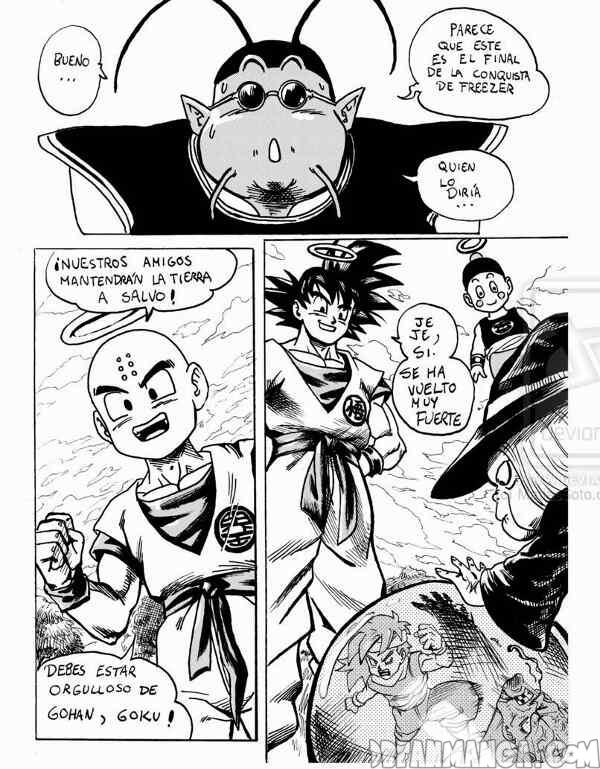 BUENO
...
PARECE
QUE ESTE
ES EL FINAL
DE LA CONQUISTA
DE FREEZER
QUIEN
LO
DIRIA
...
¡NUESTROS AMIGOS
MANTENDRÁN LA TIERRA
A SALVO!
DEBES ESTAR
ORGULLOSO DE
GOHAN, GOKU!
JE
JE,
SI.
SE HA
VUELTO
MUY
FUERTE
DBZANMANGA.COM